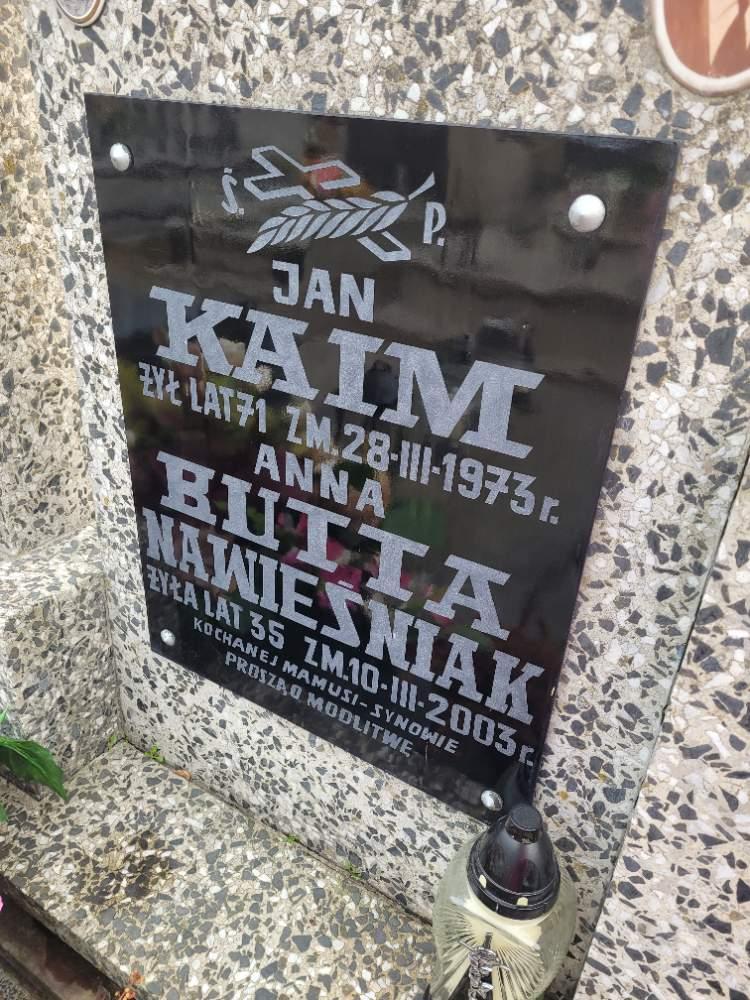 Ś. P.
JAN
KAIM
ŻYŁ LAT 71 ZM. 28-III-1973 r.
ANNA
BUTTA
NAWIEŚNIAK
ŻYŁA LAT 35 ZM. 10-III-2003 r.
KOCHANEJ MAMUSI - SYNOWIE
PROSZĄ O MODLITWĘ